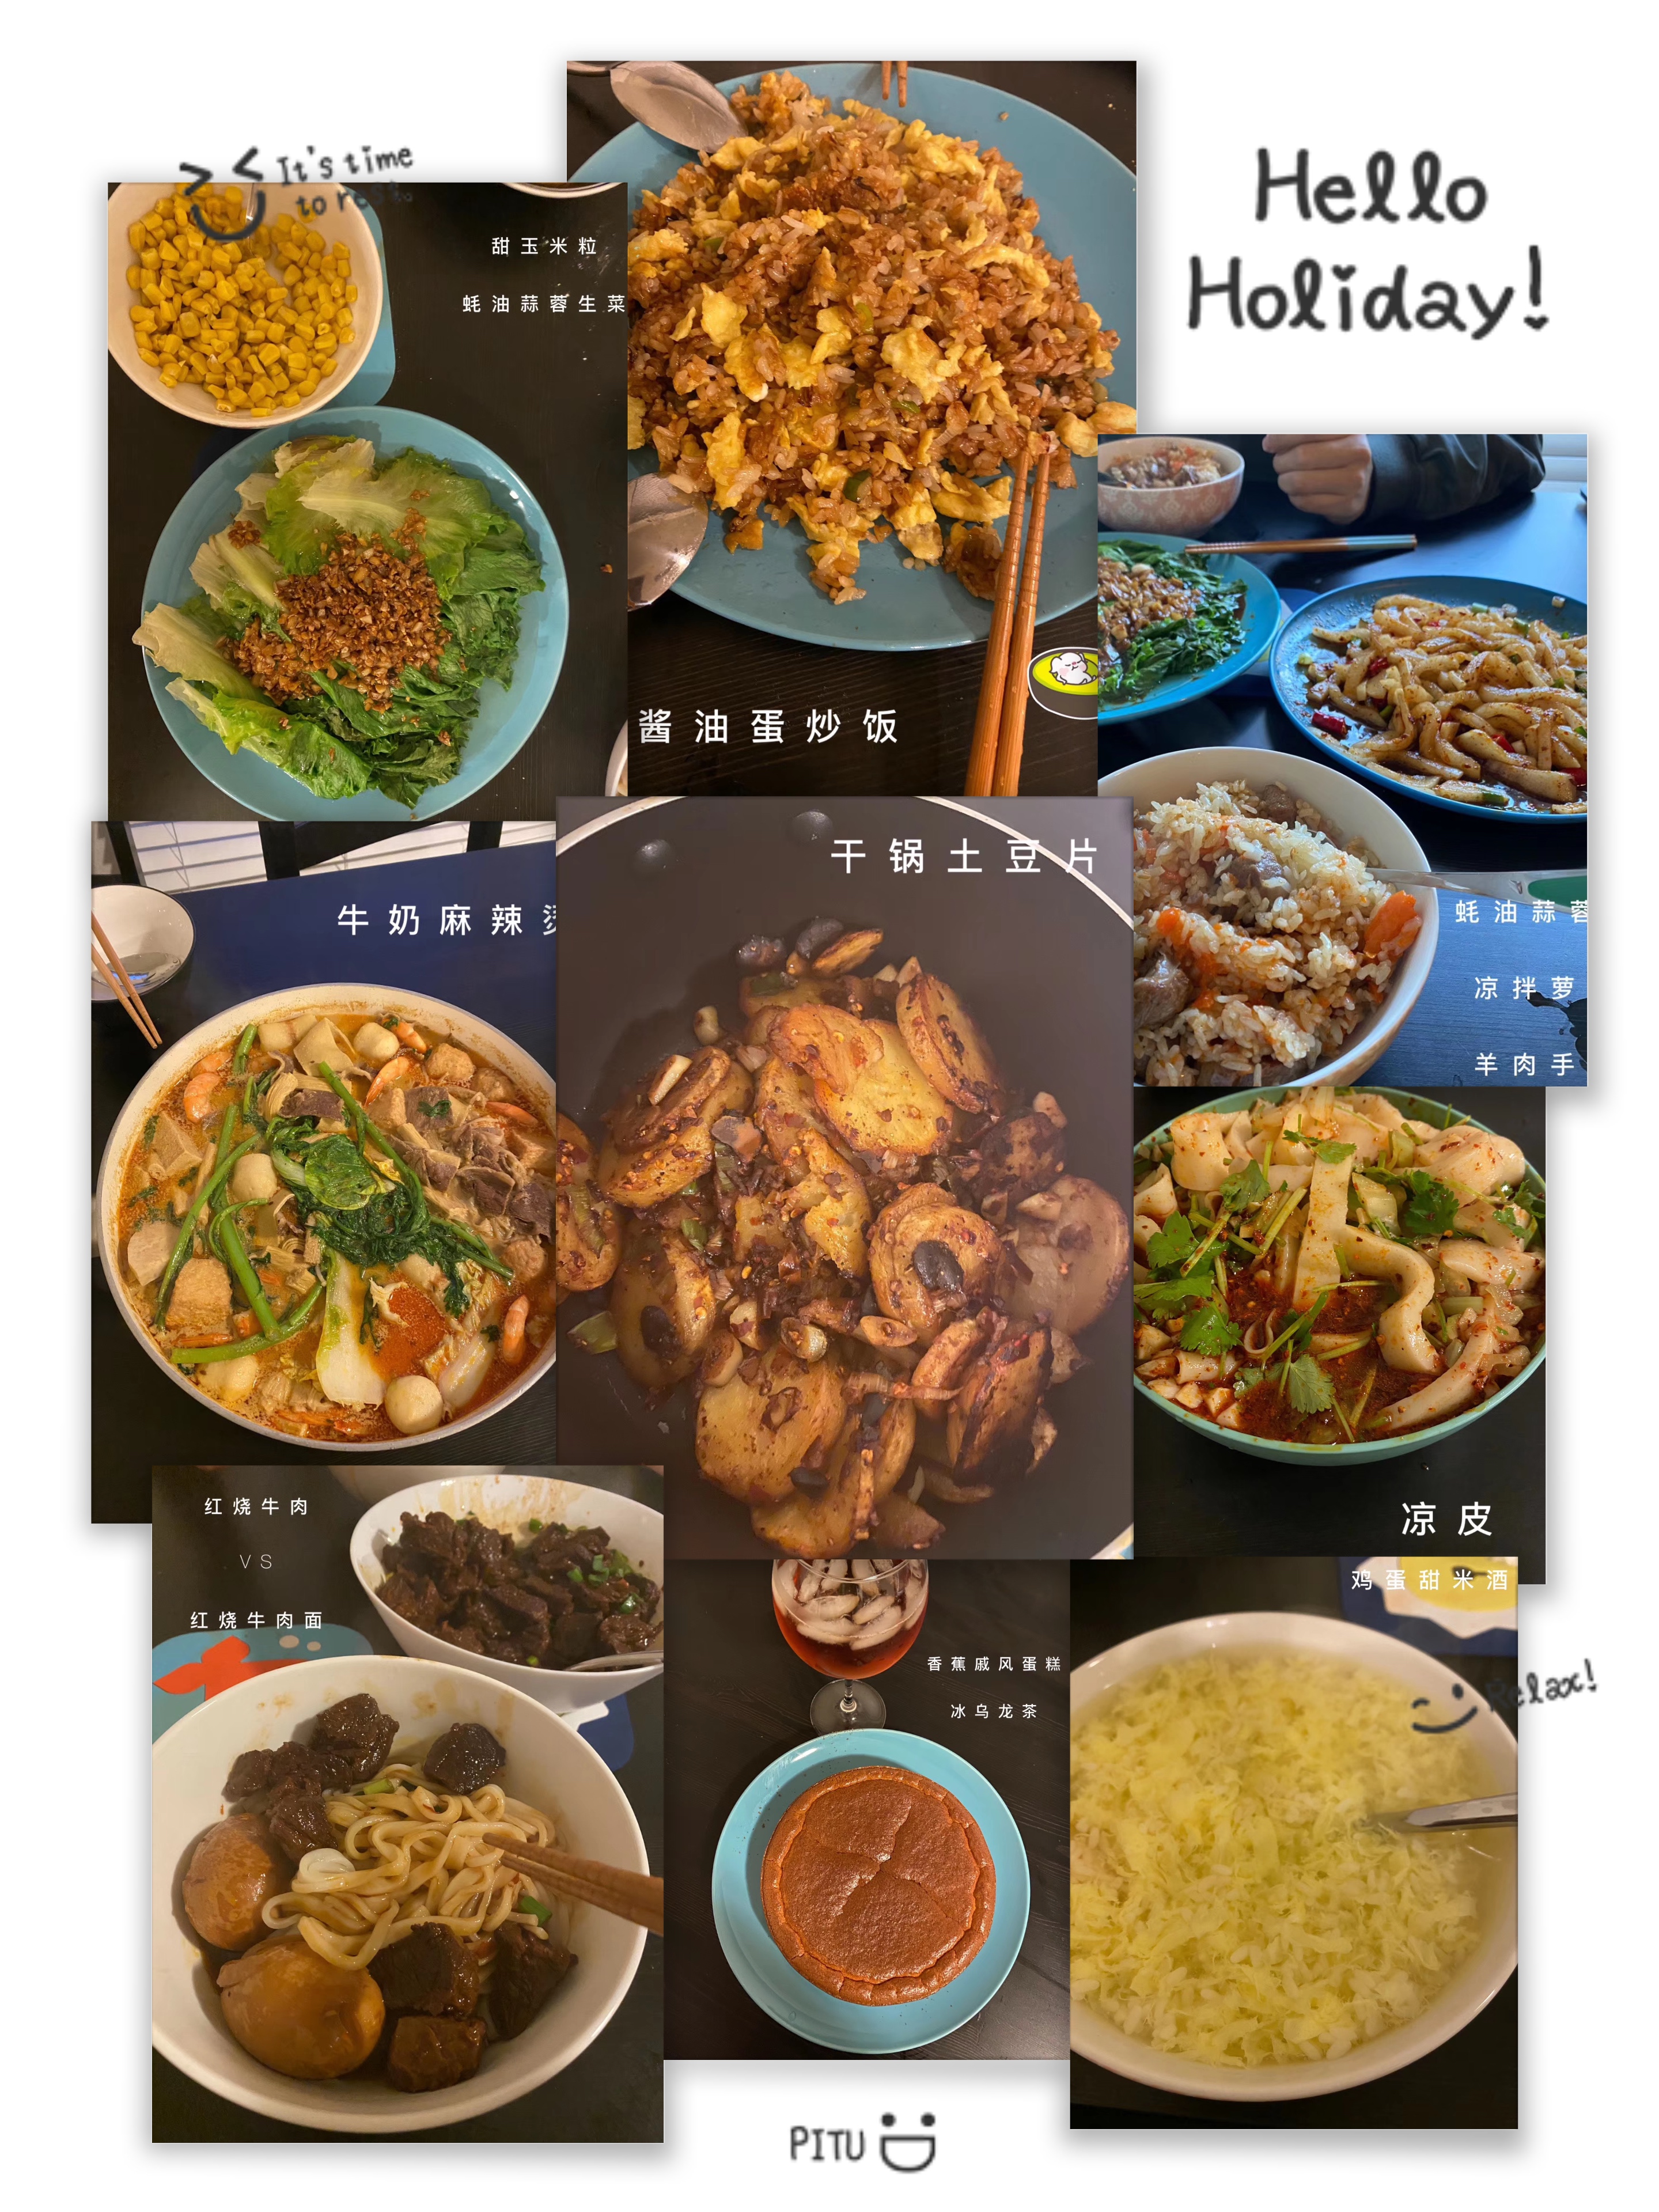 It's time
to rest.
Hello
Holiday!
甜玉米粒
蚝油蒜蓉生菜
酱油蛋炒饭
蚝油蒜蓉
凉拌萝
羊肉手
牛奶麻辣
干锅土豆片
凉皮
红烧牛肉
VS
红烧牛肉面
香蕉戚风蛋糕
冰乌龙茶
鸡蛋甜米酒
Relax!
PITU